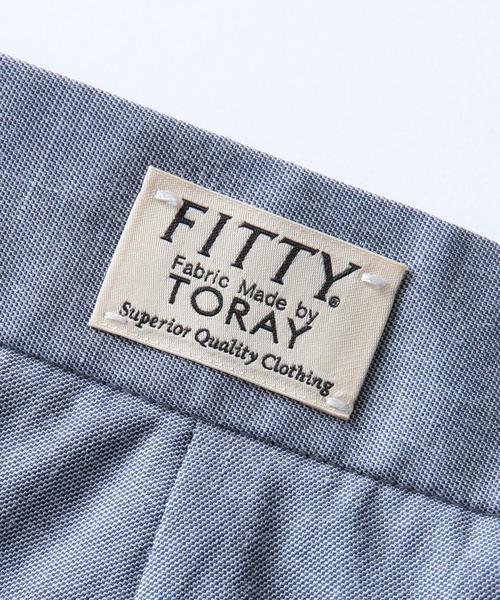 FITTY®
Fabric Made by
TORAY
Superior Quality Clothing